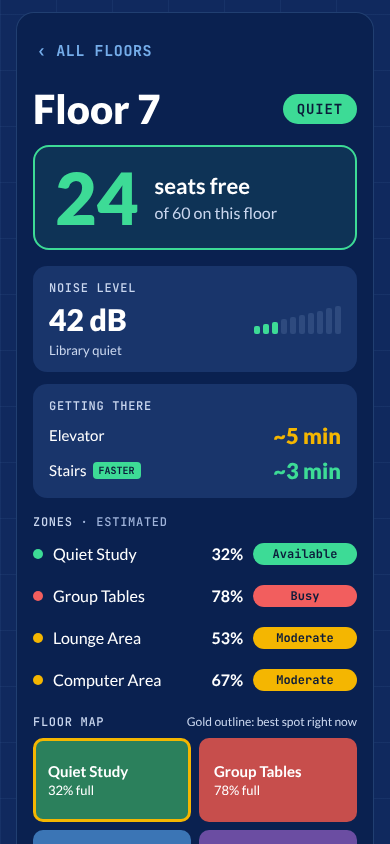 ‹ ALL FLOORS
Floor 7
QUIET
24
seats free
of 60 on this floor
NOISE LEVEL
42 dB
Library quiet
GETTING THERE
Elevator ~5 min
Stairs FASTER ~3 min
ZONES · ESTIMATED
Quiet Study 32% Available
Group Tables 78% Busy
Lounge Area 53% Moderate
Computer Area 67% Moderate
FLOOR MAP Gold outline: best spot right now
Quiet Study
32% full
Group Tables
78% full